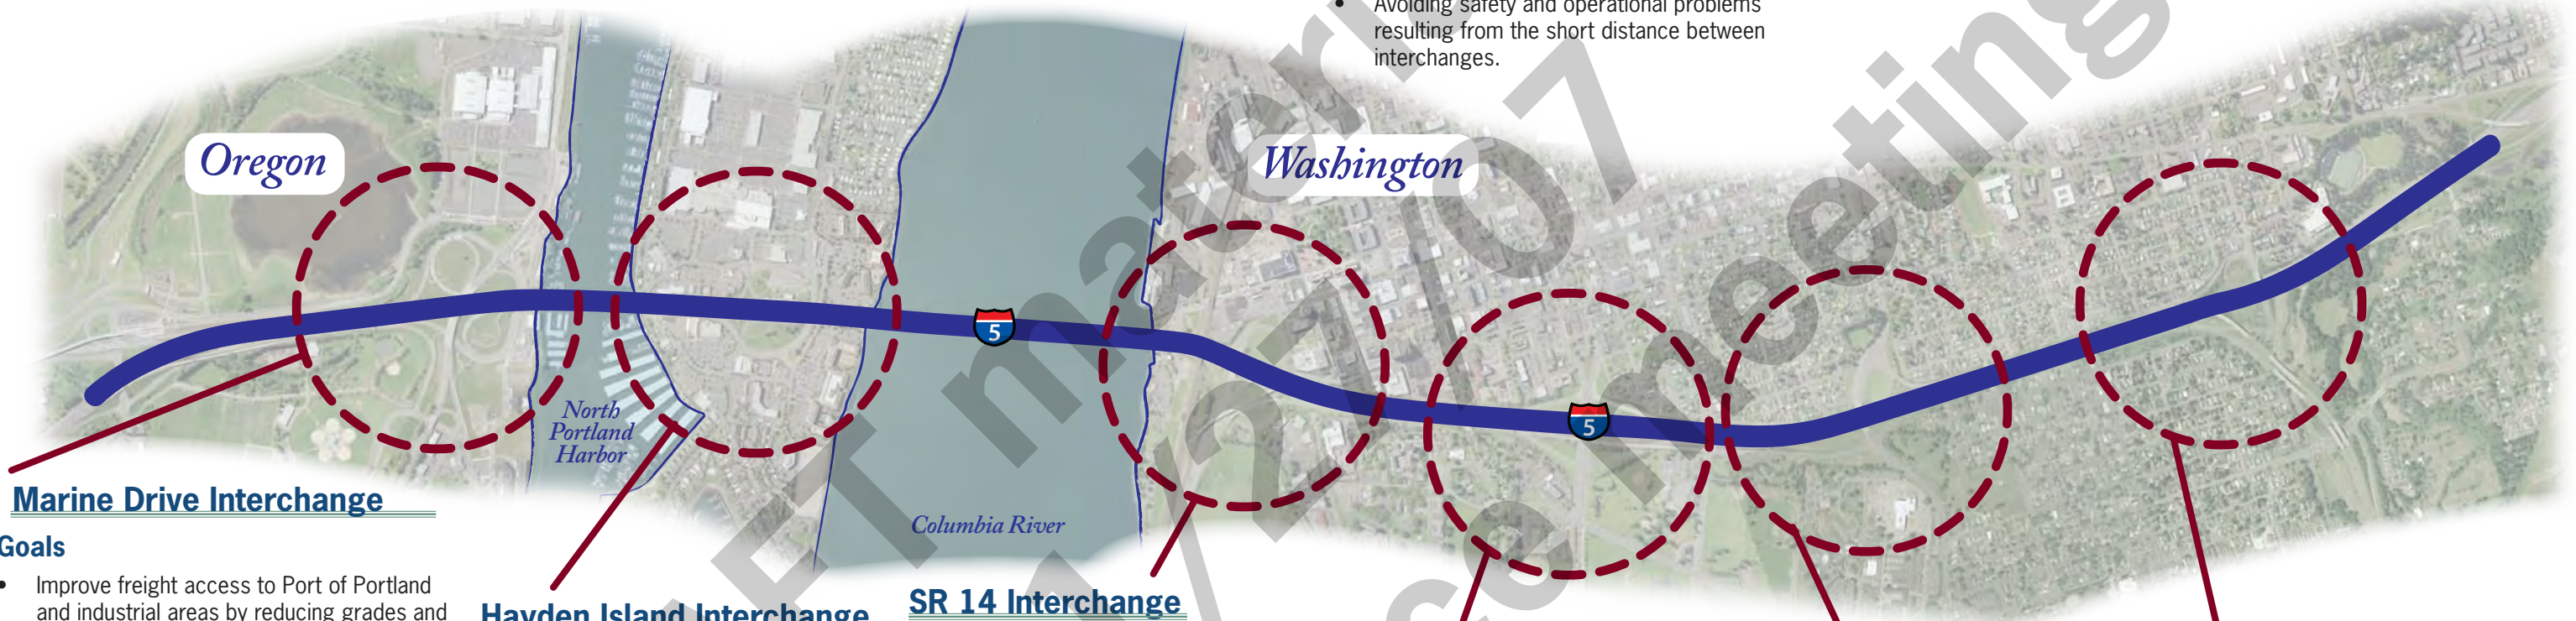 • Avoiding safety and operational problems
resulting from the short distance between
interchanges.
Oregon
Washington
5
5
North
Portland
Harbor
Columbia River
Marine Drive Interchange
Goals
• Improve freight access to Port of Portland
and industrial areas by reducing grades and
Hayden Island Interchange
SR 14 Interchange
meeting